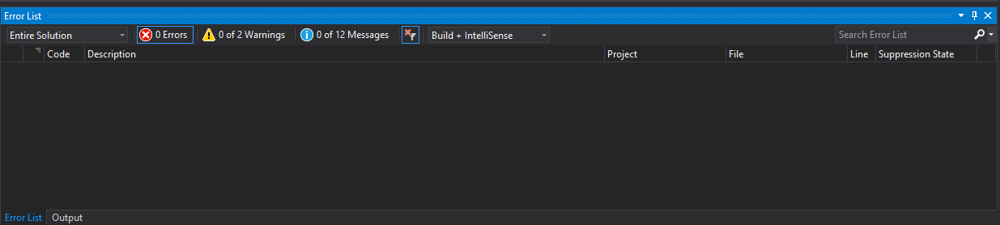 Error List
Entire Solution 0 Errors 0 of 2 Warnings 0 of 12 Messages Build + IntelliSense Search Error List
Code Description Project File Line Suppression State
Error List Output